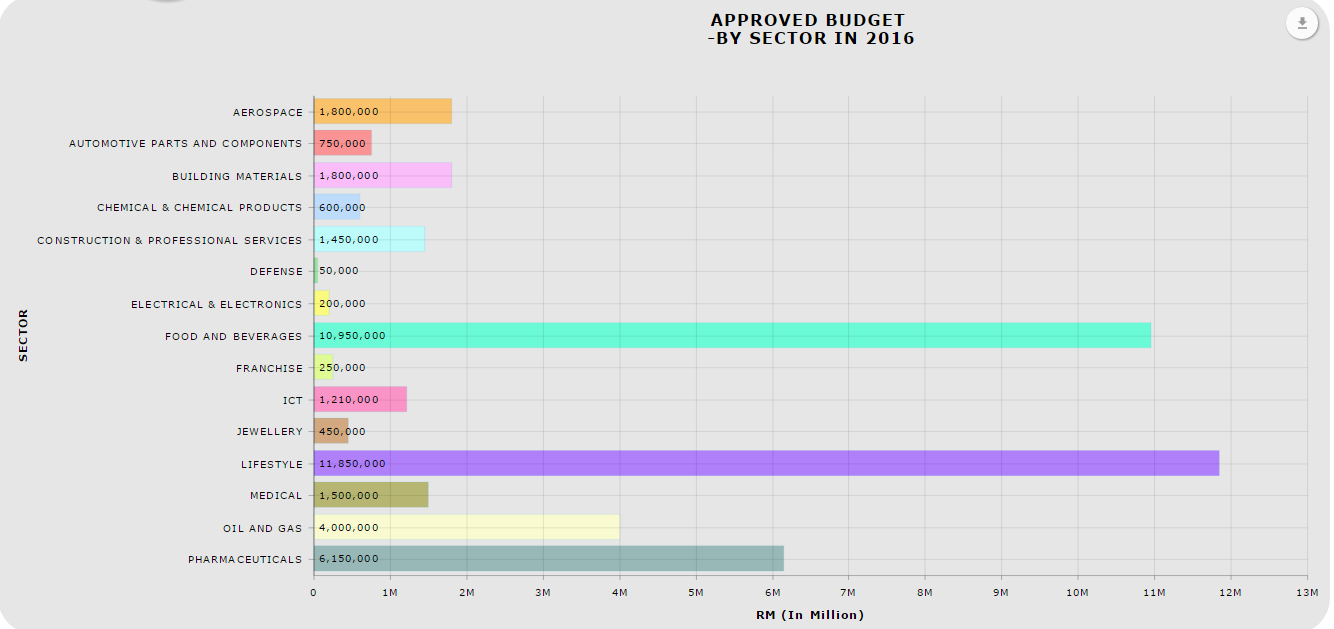 APPROVED BUDGET
-BY SECTOR IN 2016
AEROSPACE 1,800,000
AUTOMOTIVE PARTS AND COMPONENTS 750,000
BUILDING MATERIALS 1,800,000
CHEMICAL & CHEMICAL PRODUCTS 600,000
CONSTRUCTION & PROFESSIONAL SERVICES 1,450,000
DEFENSE 50,000
ELECTRICAL & ELECTRONICS 200,000
FOOD AND BEVERAGES 10,950,000
FRANCHISE 250,000
ICT 1,210,000
JEWELLERY 450,000
LIFESTYLE 11,850,000
MEDICAL 1,500,000
OIL AND GAS 4,000,000
PHARMACEUTICALS 6,150,000
SECTOR
0 1M 2M 3M 4M 5M 6M 7M 8M 9M 10M 11M 12M 13M
RM (In Million)